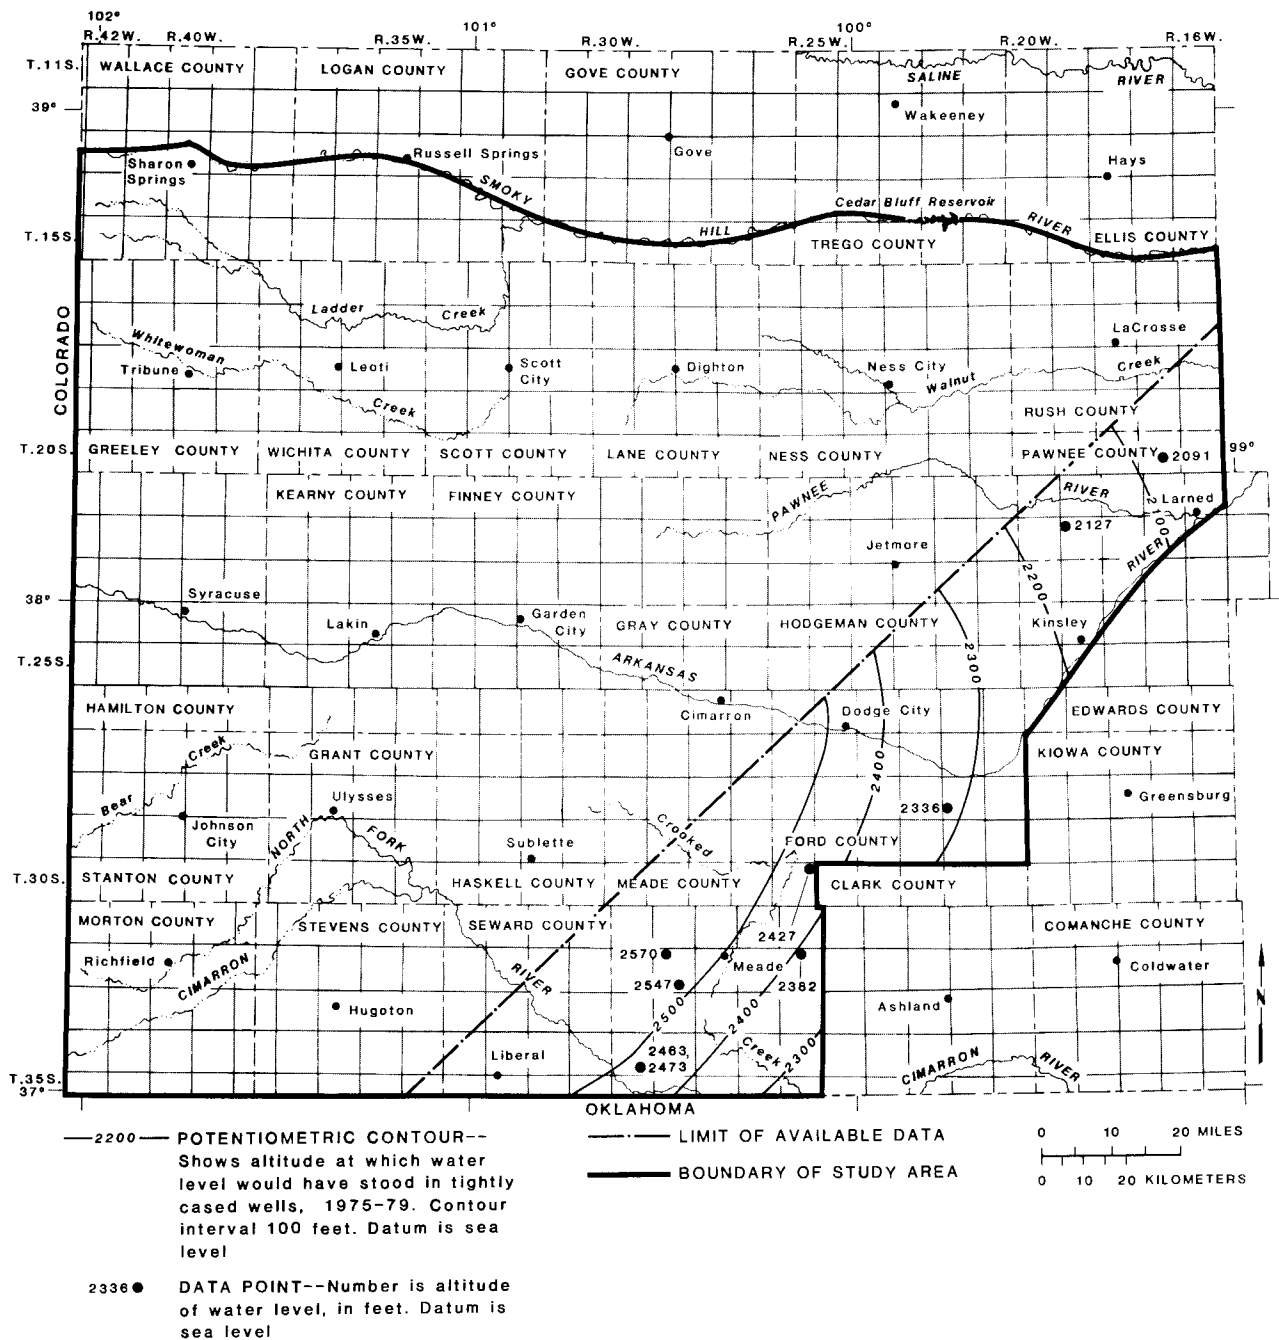 102° 101° 100°
R.42W. R.40W. R.35W. R.30W. R.25W. R.20W. R.16W.
T.11S.
WALLACE COUNTY LOGAN COUNTY GOVE COUNTY
SALINE RIVER
39°
Wakeeney
Gove
Russell Springs
Sharon
Springs
Hays
SMOKY HILL RIVER
Cedar Bluff Reservoir
T.15S.
TREGO COUNTY ELLIS COUNTY
COLORADO
Ladder Creek
Whitewoman Creek
LaCrosse
Tribune
Leoti
Scott
City
Dighton
Ness City
Walnut Creek
RUSH COUNTY
T.20S.
GREELEY COUNTY WICHITA COUNTY SCOTT COUNTY LANE COUNTY NESS COUNTY PAWNEE COUNTY
2091
99°
KEARNY COUNTY FINNEY COUNTY
PAWNEE RIVER
2100
Larned
2127
RIVER
Jetmore
2200
38°
Syracuse
Lakin
Garden
City
GRAY COUNTY HODGEMAN COUNTY
Kinsley
2300
T.25S.
ARKANSAS
HAMILTON COUNTY
Cimarron
Dodge City
EDWARDS COUNTY
Creek
GRANT COUNTY
KIOWA COUNTY
2400
Bear
Ulysses
2336
Greensburg
Johnson
City
NORTH FORK
Crooked
Sublette
FORD COUNTY
T.30S.
STANTON COUNTY HASKELL COUNTY MEADE COUNTY CLARK COUNTY
MORTON COUNTY STEVENS COUNTY SEWARD COUNTY COMANCHE COUNTY
2427
Richfield
CIMARRON RIVER
2570
Meade
2382
Coldwater
2547
Hugoton
2500
2400
Ashland
N
Liberal
2463,
2473
Creek
2300
CIMARRON RIVER
T.35S.
37°
OKLAHOMA
2200 POTENTIOMETRIC CONTOUR--
Shows altitude at which water
level would have stood in tightly
cased wells, 1975-79. Contour
interval 100 feet. Datum is sea
level
2336 DATA POINT--Number is altitude
of water level, in feet. Datum is
sea level
LIMIT OF AVAILABLE DATA
BOUNDARY OF STUDY AREA
0 10 20 MILES
0 10 20 KILOMETERS